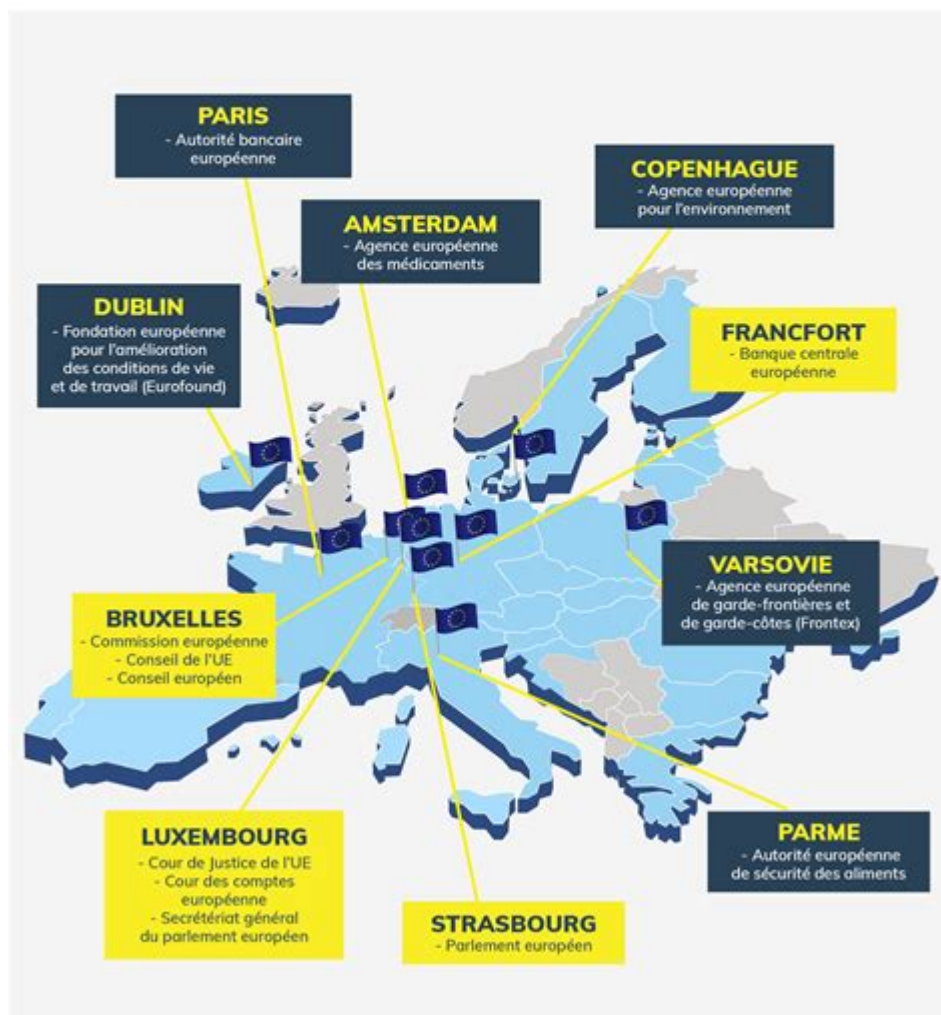 PARIS
- Autorité bancaire
européenne
COPENHAGUE
- Agence européenne
pour l'environnement
AMSTERDAM
- Agence européenne
des médicaments
DUBLIN
- Fondation européenne
pour l'amélioration
des conditions de vie
et de travail (Eurofound)
FRANCFORT
- Banque centrale
européenne
VARSOVIE
- Agence européenne
de garde-frontières et
de garde-côtes (Frontex)
BRUXELLES
- Commission européenne
- Conseil de l'UE
- Conseil européen
LUXEMBOURG
- Cour de Justice de l'UE
- Cour des comptes
européenne
- Secrétériat général
du parlement européen
PARME
- Autorité européenne
de sécurité des aliments
STRASBOURG
- Parlement européen